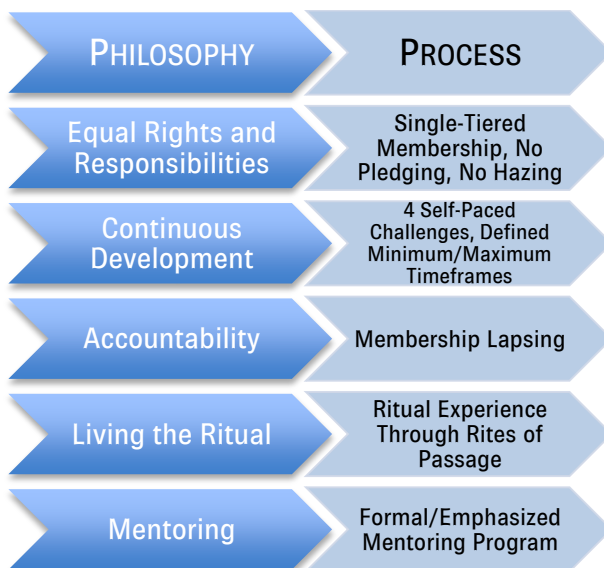 PHILOSOPHY
PROCESS
Equal Rights and
Responsibilities
Single-Tiered
Membership, No
Pledging, No Hazing
Continuous
Development
4 Self-Paced
Challenges, Defined
Minimum/Maximum
Timeframes
Accountability
Membership Lapsing
Living the Ritual
Ritual Experience
Through Rites of
Passage
Mentoring
Formal/Emphasized
Mentoring Program